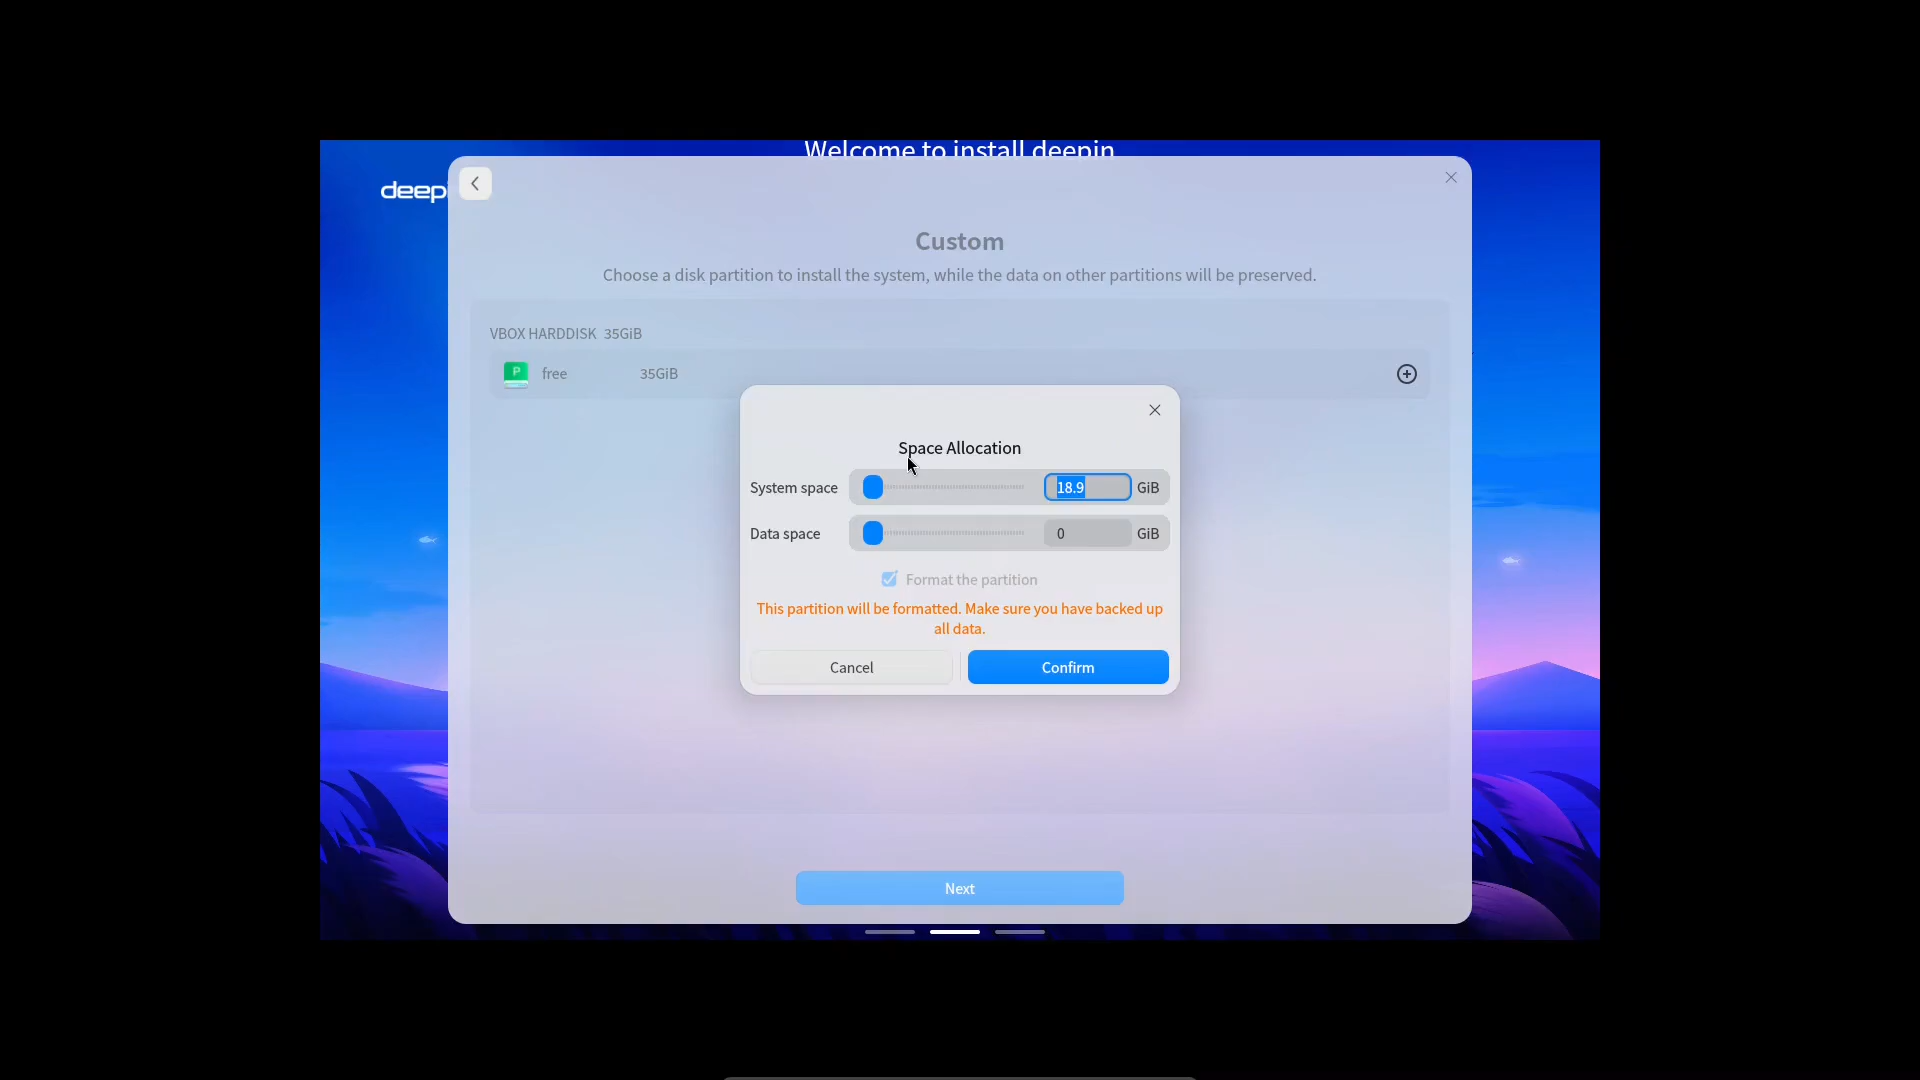 Welcome to install deepin
deepi
Custom
Choose a disk partition to install the system, while the data on other partitions will be preserved.
VBOX HARDDISK 35GiB
P free 35GiB
Space Allocation
System space 18.9 GiB
Data space 0 GiB
Format the partition
This partition will be formatted. Make sure you have backed up
all data.
Cancel Confirm
Next